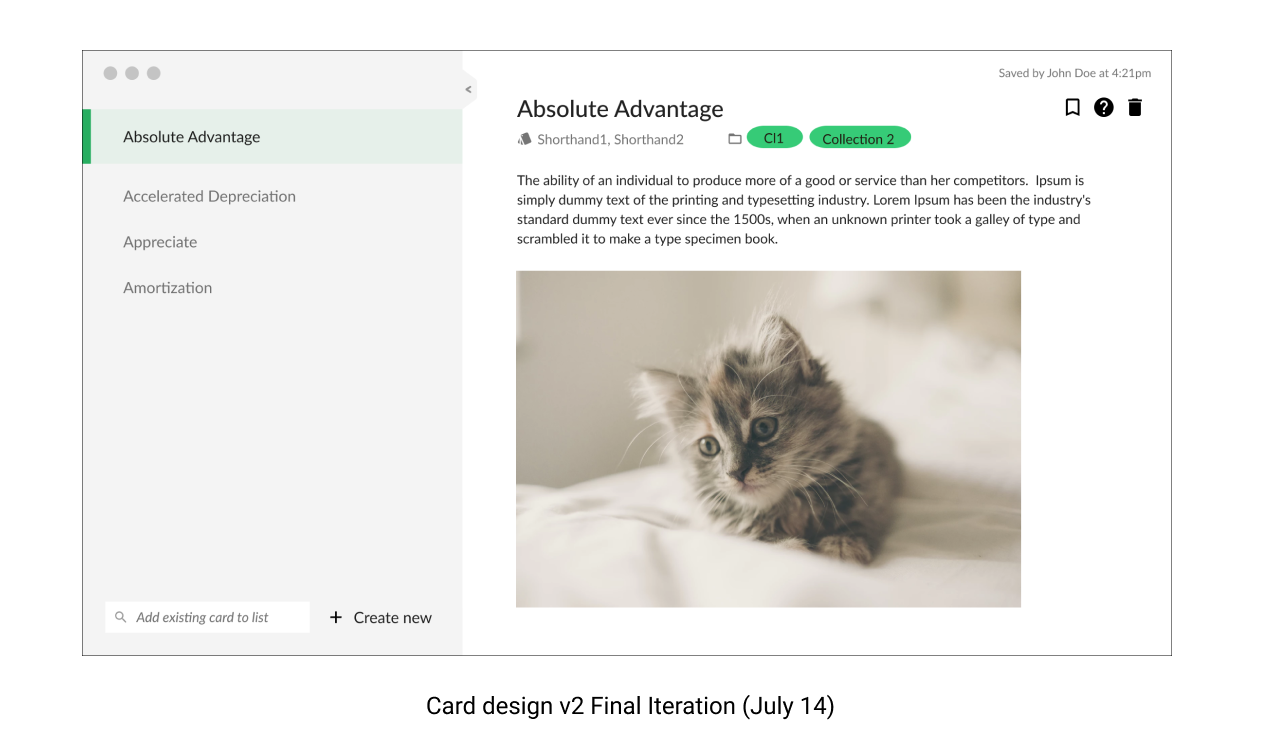 <
Saved by John Doe at 4:21pm
Absolute Advantage
Shorthand1, Shorthand2 Cl1 Collection 2
The ability of an individual to produce more of a good or service than her competitors.  Ipsum is
simply dummy text of the printing and typesetting industry. Lorem Ipsum has been the industry's
standard dummy text ever since the 1500s, when an unknown printer took a galley of type and
scrambled it to make a type specimen book.
Absolute Advantage
Accelerated Depreciation
Appreciate
Amortization
Add existing card to list
+ Create new
Card design v2 Final Iteration (July 14)